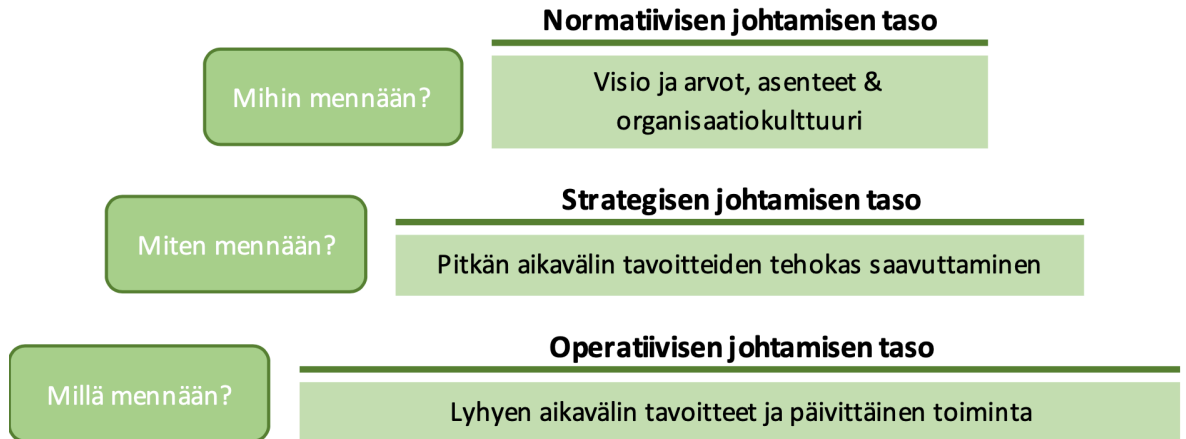 Normatiivisen johtamisen taso
Mihin mennään?
Visio ja arvot, asenteet &
organisaatiokulttuuri
Strategisen johtamisen taso
Miten mennään?
Pitkän aikavälin tavoitteiden tehokas saavuttaminen
Operatiivisen johtamisen taso
Millä mennään?
Lyhyen aikavälin tavoitteet ja päivittäinen toiminta